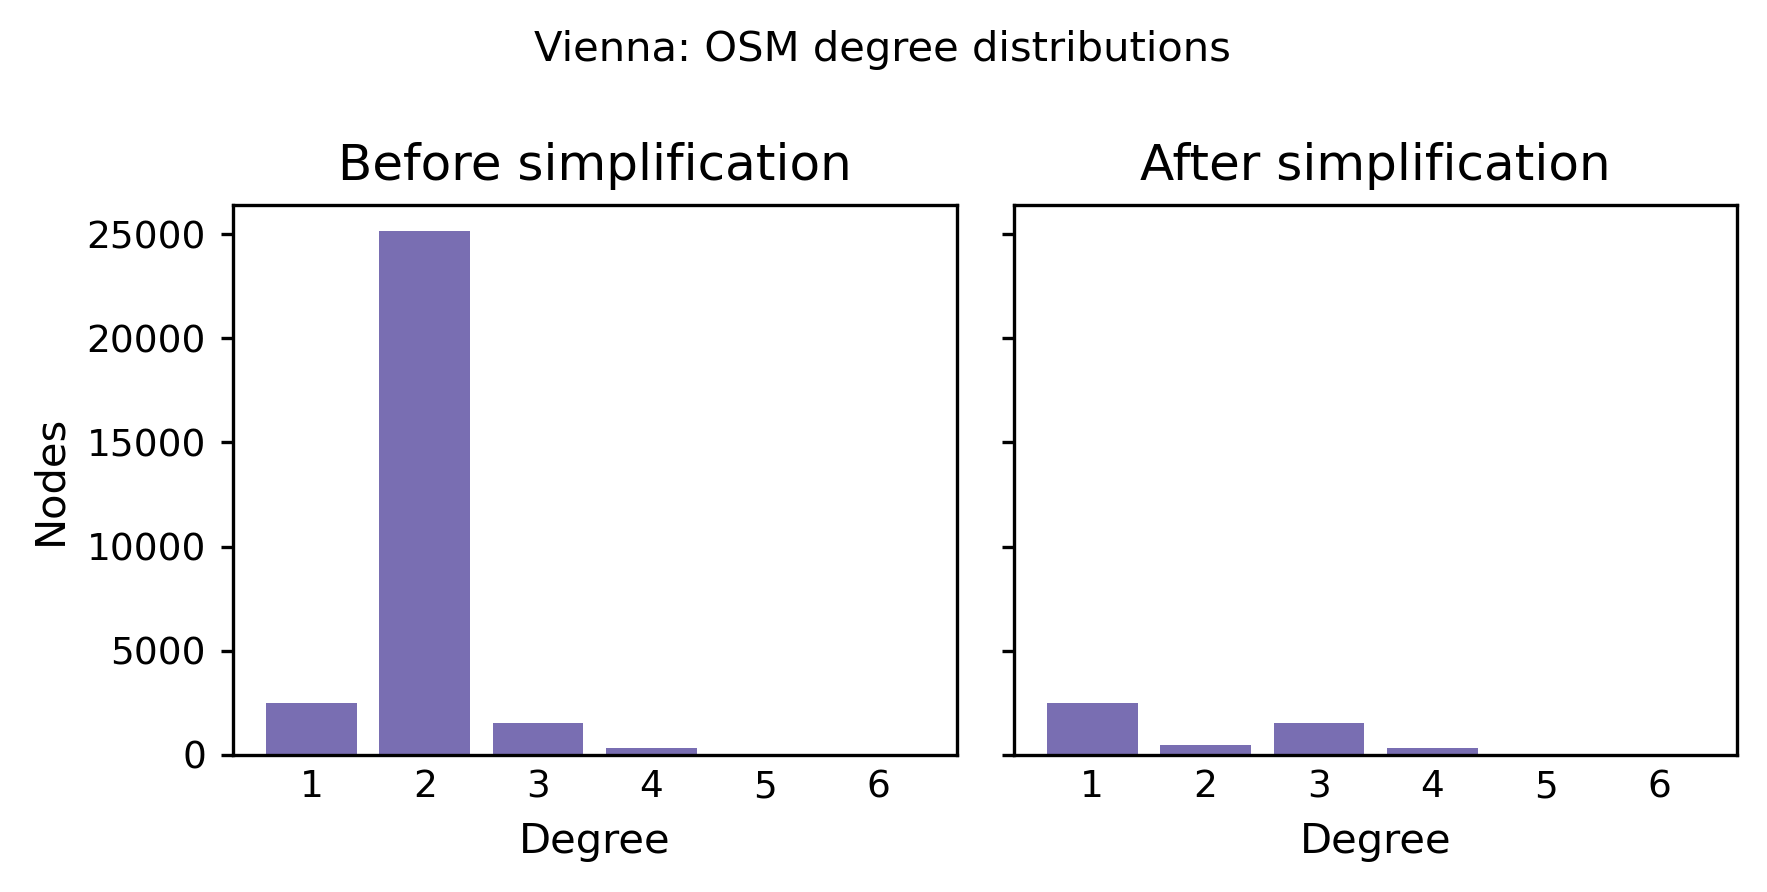 Vienna: OSM degree distributions
Before simplification
After simplification
25000
20000
15000
10000
5000
0
Nodes
1 2 3 4 5 6
1 2 3 4 5 6
Degree
Degree